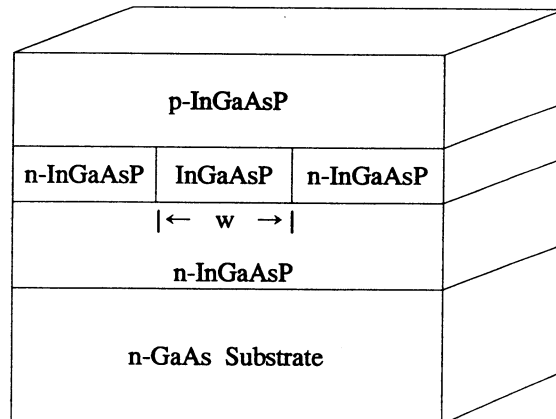 p-InGaAsP
n-InGaAsP InGaAsP n-InGaAsP
|← w →|
n-InGaAsP
n-GaAs Substrate